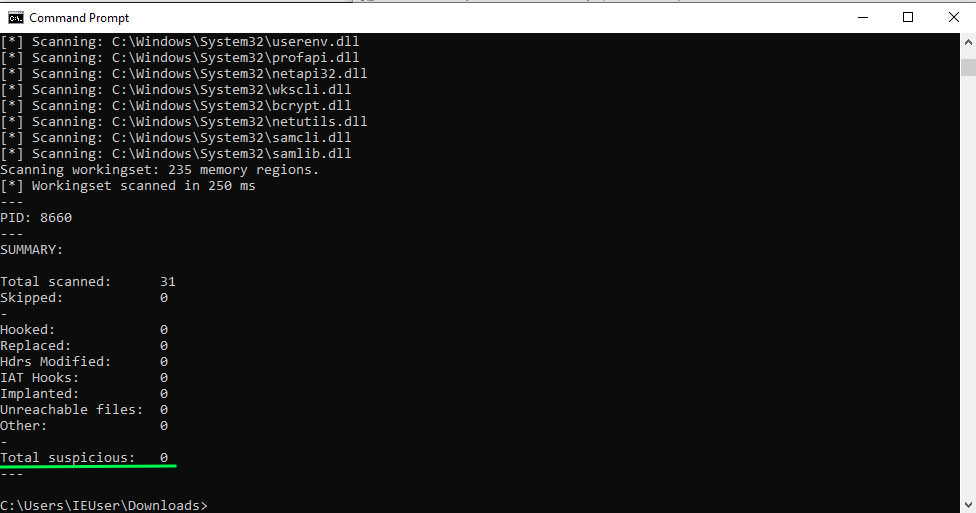 Command Prompt
[*] Scanning: C:\Windows\System32\userenv.dll
[*] Scanning: C:\Windows\System32\profapi.dll
[*] Scanning: C:\Windows\System32\netapi32.dll
[*] Scanning: C:\Windows\System32\wkscli.dll
[*] Scanning: C:\Windows\System32\bcrypt.dll
[*] Scanning: C:\Windows\System32\netutils.dll
[*] Scanning: C:\Windows\System32\samcli.dll
[*] Scanning: C:\Windows\System32\samlib.dll
Scanning workingset: 235 memory regions.
[*] Workingset scanned in 250 ms
---
PID: 8660
---
SUMMARY:
Total scanned:      31
Skipped:            0
-
Hooked:             0
Replaced:           0
Hdrs Modified:      0
IAT Hooks:          0
Implanted:          0
Unreachable files:  0
Other:              0
-
Total suspicious:   0
---
C:\Users\IEUser\Downloads>